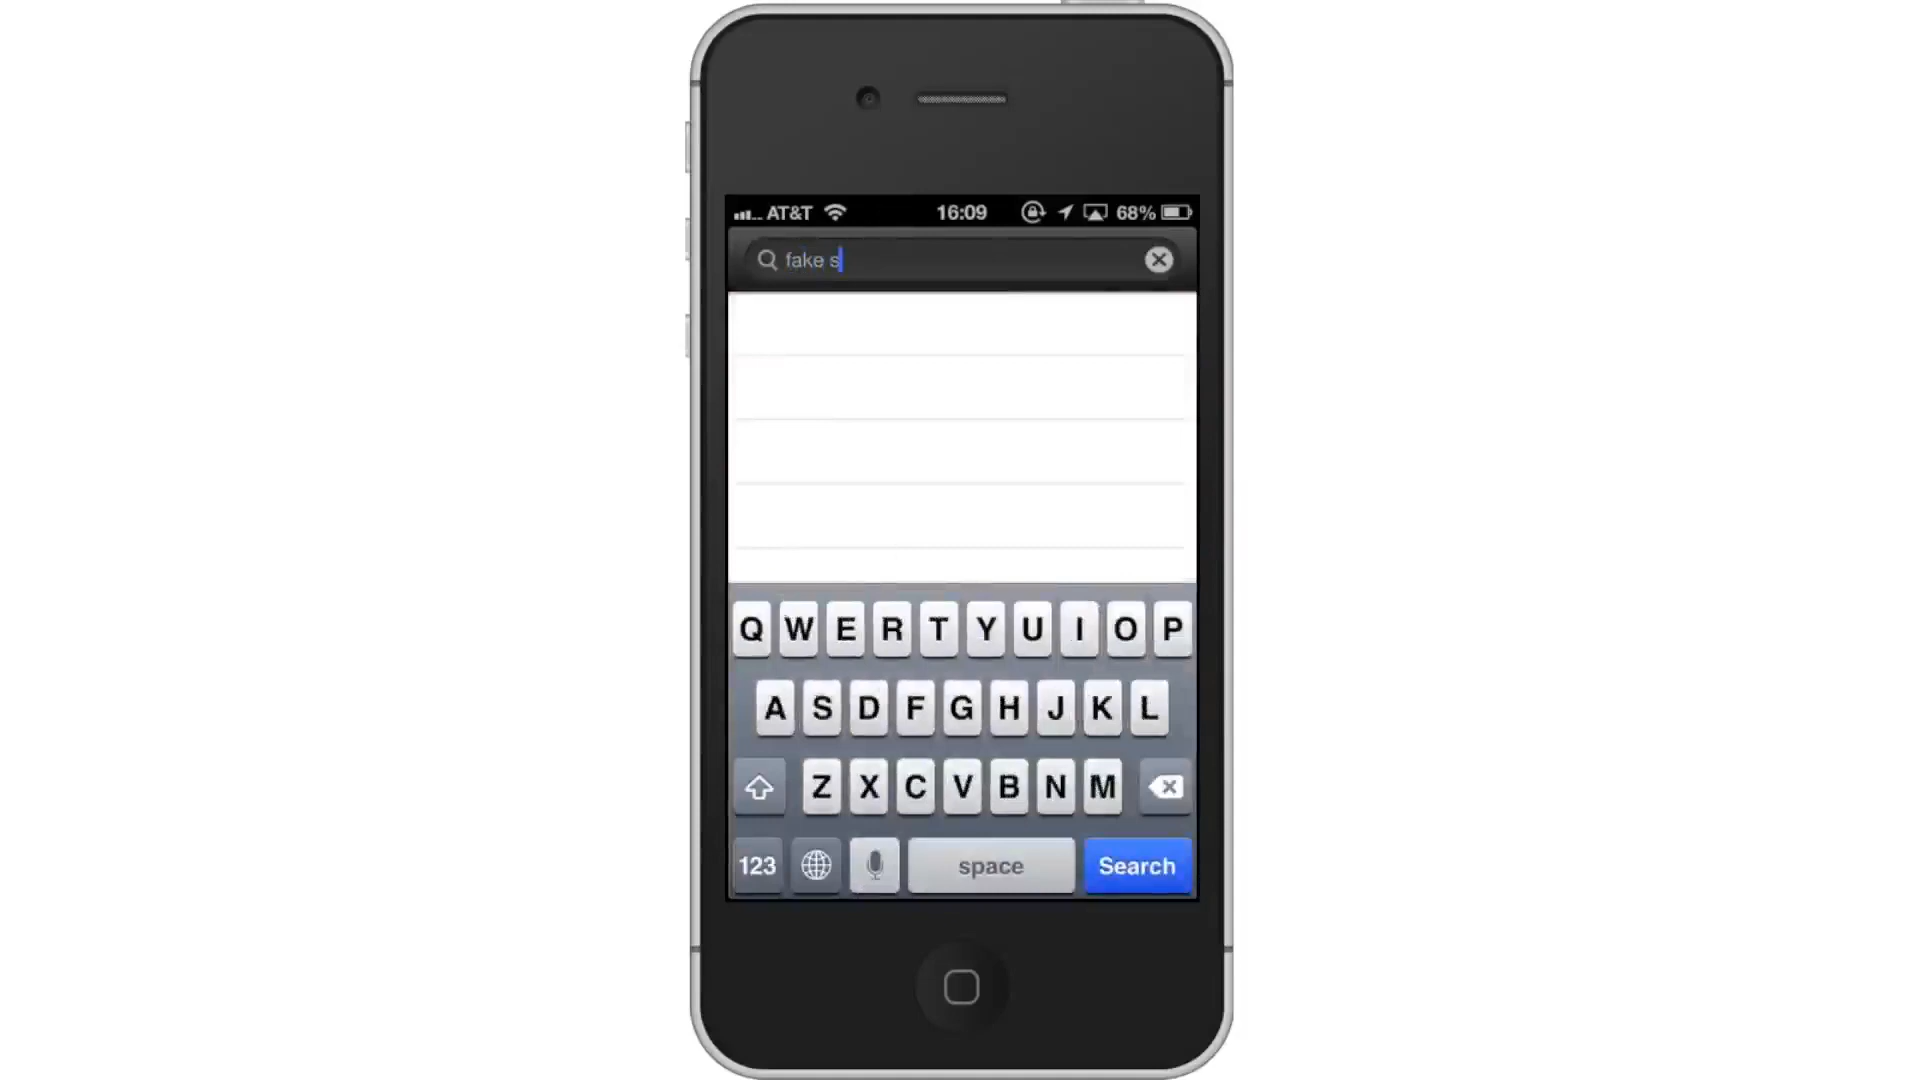 AT&T 16:09 68%
fake s
Q W E R T Y U I O P
A S D F G H J K L
Z X C V B N M
123 space Search